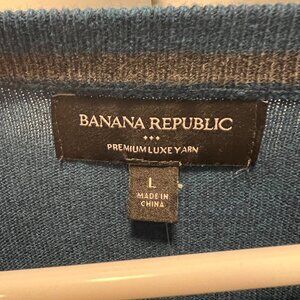 BANANA REPUBLIC
PREMIUM LUXE YARN
L
MADE IN
CHINA